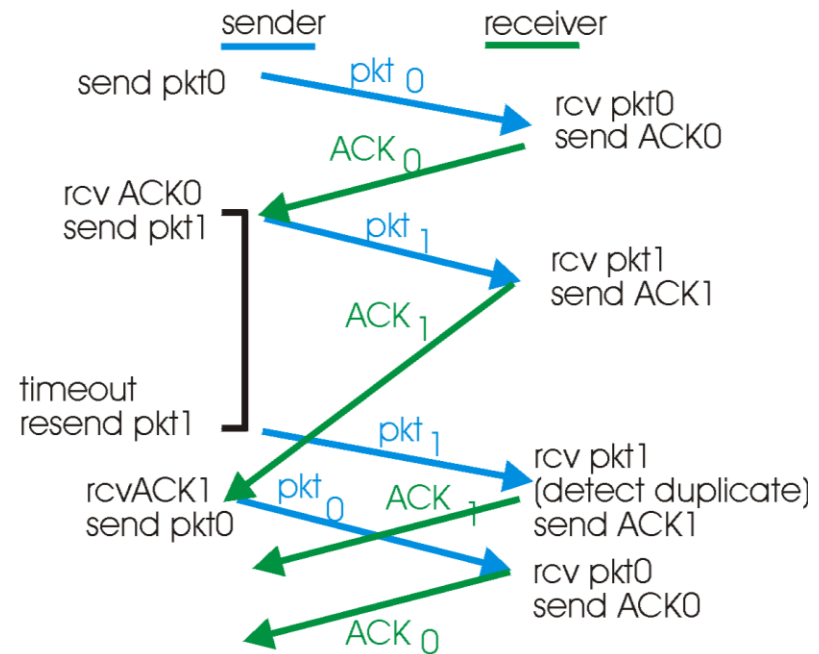 sender
receiver
send pkt0
pkt 0
rcv pkt0
send ACK0
ACK 0
rcv ACK0
send pkt1
pkt 1
rcv pkt1
send ACK1
ACK 1
timeout
resend pkt1
pkt 1
rcv pkt1
(detect duplicate)
send ACK1
rcvACK1
send pkt0
pkt 0
ACK 1
rcv pkt0
send ACK0
ACK 0